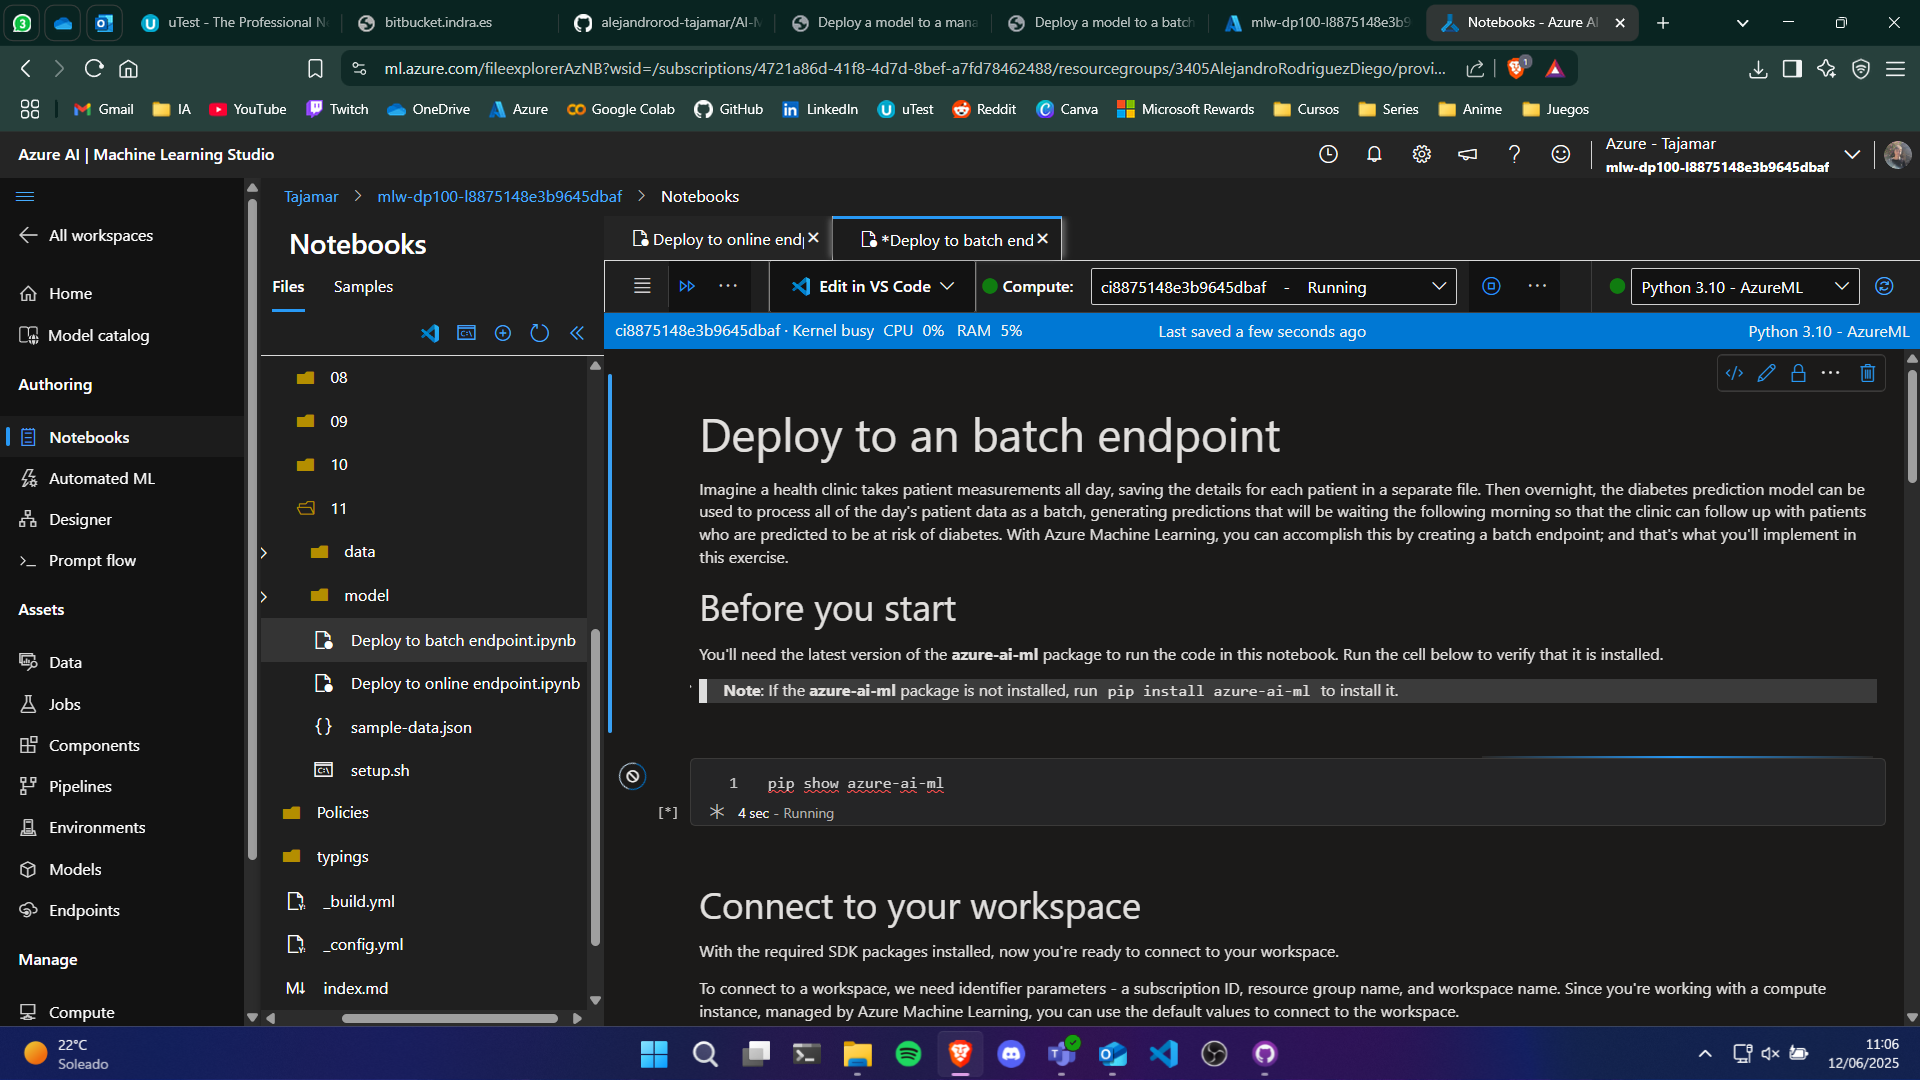 uTest - The Professional N
bitbucket.indra.es
alejandrorod-tajamar/AI-M
Deploy a model to a mana
Deploy a model to a batch
mlw-dp100-l8875148e3b9
Notebooks - Azure AI
ml.azure.com/fileexplorerAzNB?wsid=/subscriptions/4721a86d-41f8-4d7d-8bef-a7fd78462488/resourcegroups/3405AlejandroRodriguezDiego/provi...
1
Gmail
IA
YouTube
Twitch
OneDrive
Azure
Google Colab
GitHub
LinkedIn
uTest
Reddit
Canva
Microsoft Rewards
Cursos
Series
Anime
Juegos
Azure AI | Machine Learning Studio
Azure - Tajamar
mlw-dp100-l8875148e3b9645dbaf
All workspaces
Home
Model catalog
Authoring
Notebooks
Automated ML
Designer
Prompt flow
Assets
Data
Jobs
Components
Pipelines
Environments
Models
Endpoints
Manage
Compute
Tajamar > mlw-dp100-l8875148e3b9645dbaf > Notebooks
Notebooks
Files
Samples
08
09
10
11
data
model
Deploy to batch endpoint.ipynb
Deploy to online endpoint.ipynb
sample-data.json
setup.sh
Policies
typings
_build.yml
_config.yml
index.md
Deploy to online endp
*Deploy to batch end
Edit in VS Code
Compute:
ci8875148e3b9645dbaf - Running
Python 3.10 - AzureML
ci8875148e3b9645dbaf · Kernel busy CPU 0% RAM 5%
Last saved a few seconds ago
Python 3.10 - AzureML
Deploy to an batch endpoint
Imagine a health clinic takes patient measurements all day, saving the details for each patient in a separate file. Then overnight, the diabetes prediction model can be
used to process all of the day's patient data as a batch, generating predictions that will be waiting the following morning so that the clinic can follow up with patients
who are predicted to be at risk of diabetes. With Azure Machine Learning, you can accomplish this by creating a batch endpoint; and that's what you'll implement in
this exercise.
Before you start
You'll need the latest version of the azure-ai-ml package to run the code in this notebook. Run the cell below to verify that it is installed.
Note: If the azure-ai-ml package is not installed, run pip install azure-ai-ml to install it.
1 pip show azure-ai-ml
[*]
4 sec - Running
Connect to your workspace
With the required SDK packages installed, now you're ready to connect to your workspace.
To connect to a workspace, we need identifier parameters - a subscription ID, resource group name, and workspace name. Since you're working with a compute
instance, managed by Azure Machine Learning, you can use the default values to connect to the workspace.
22°C
Soleado
11:06
12/06/2025